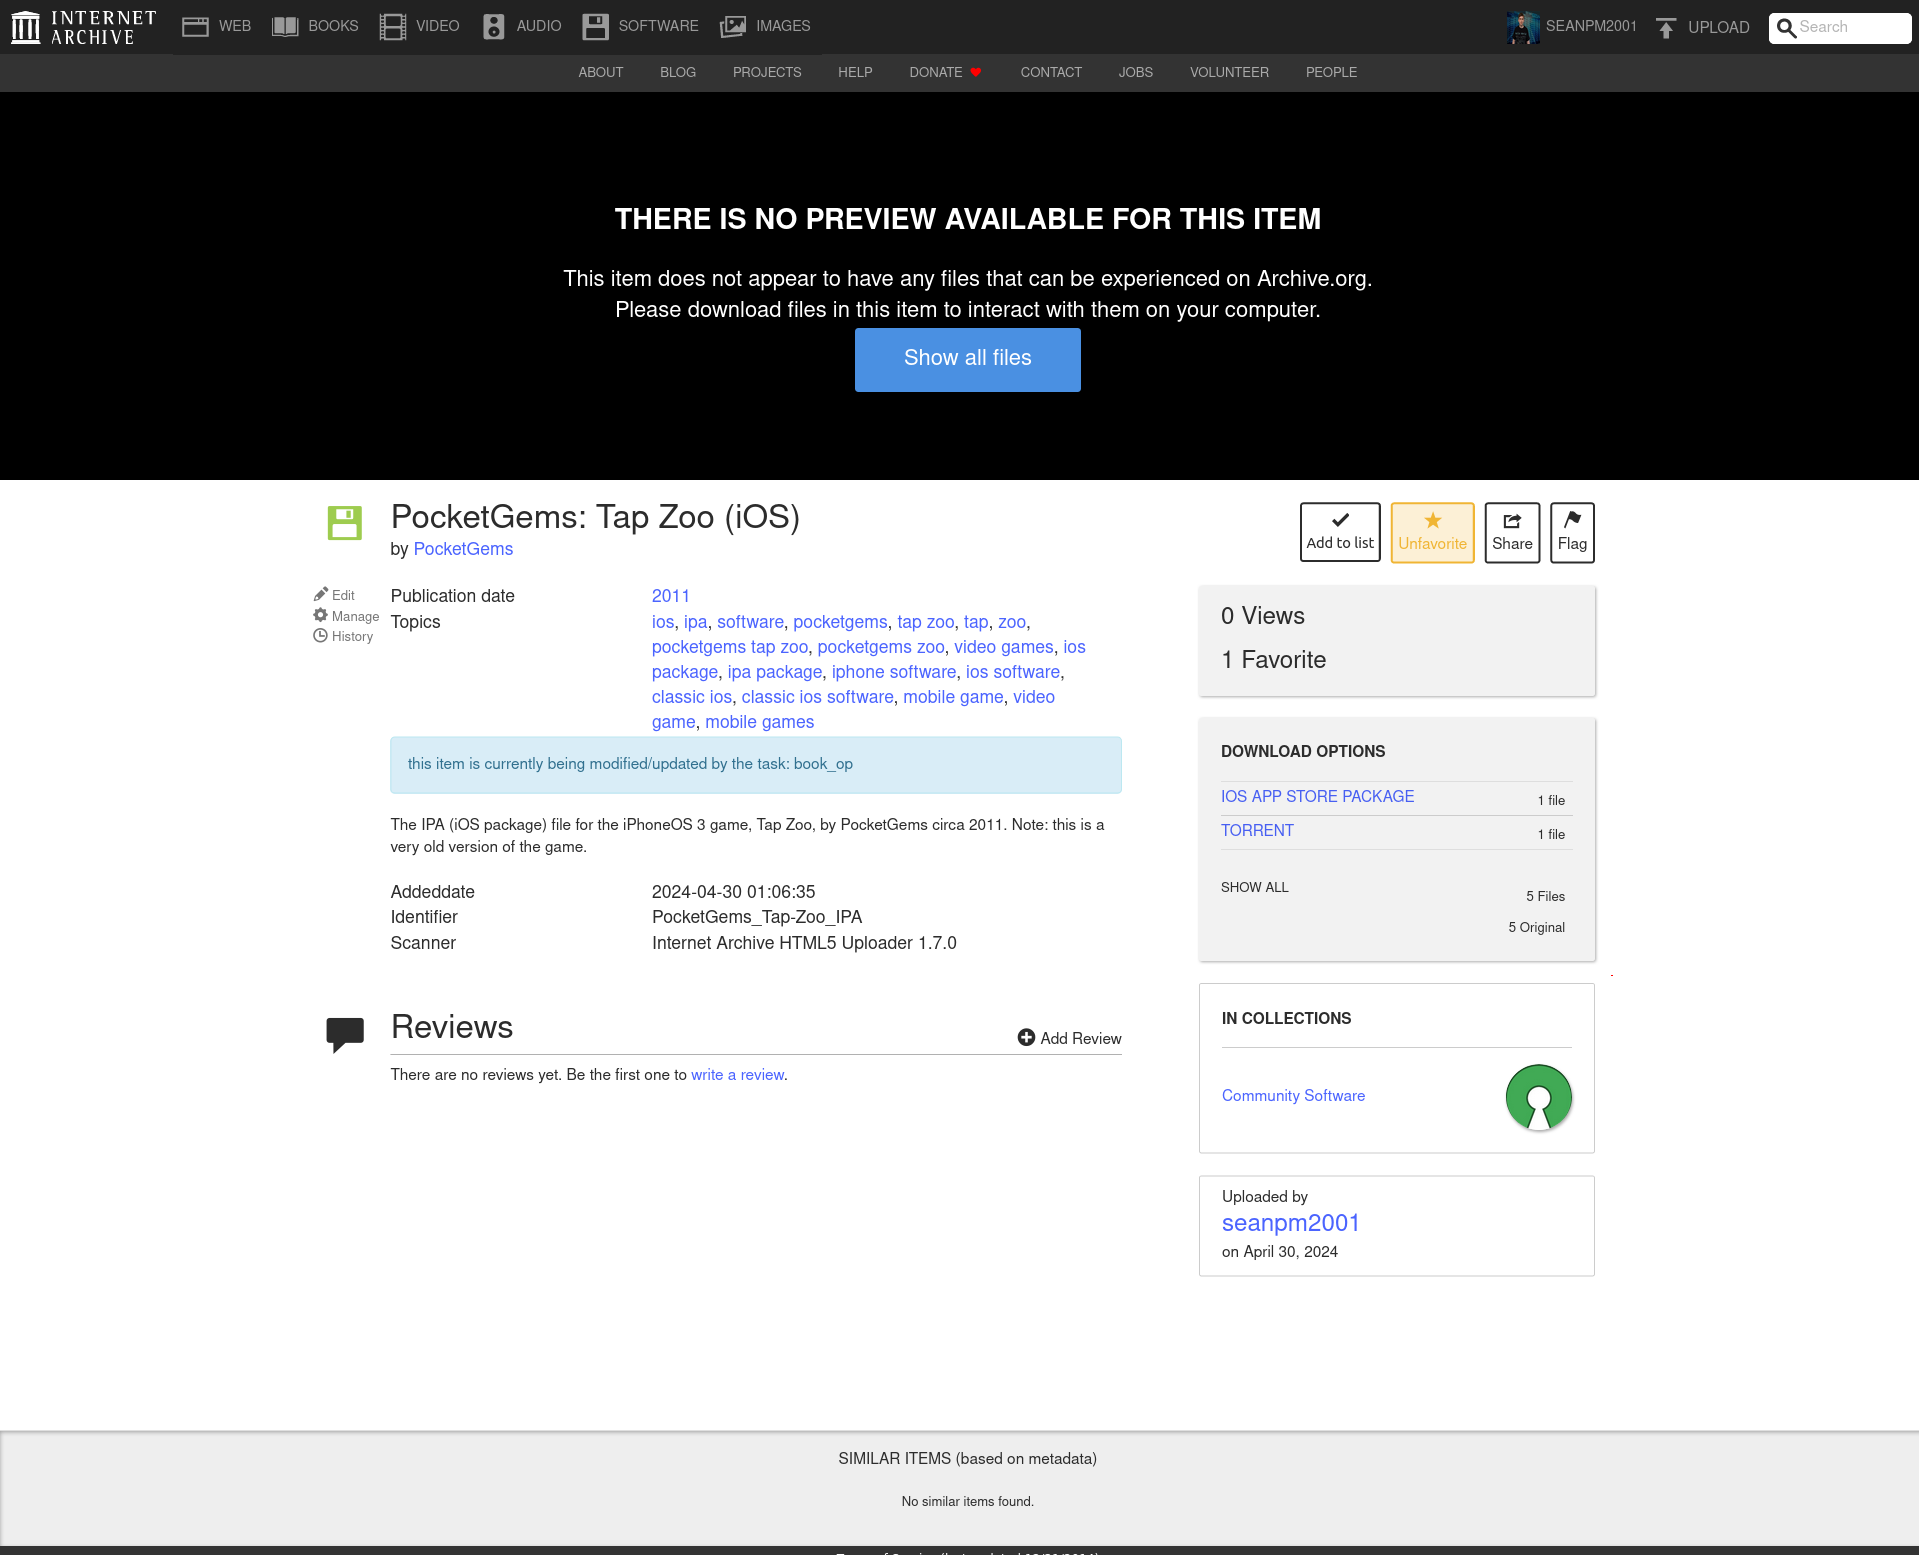 INTERNET ARCHIVE
WEB BOOKS VIDEO AUDIO SOFTWARE IMAGES SEANPM2001 UPLOAD Search
ABOUT BLOG PROJECTS HELP DONATE CONTACT JOBS VOLUNTEER PEOPLE
THERE IS NO PREVIEW AVAILABLE FOR THIS ITEM
This item does not appear to have any files that can be experienced on Archive.org.
Please download files in this item to interact with them on your computer.
Show all files
PocketGems: Tap Zoo (iOS)
by PocketGems
Add to list Unfavorite Share Flag
Edit
Manage
History
Publication date 2011
Topics ios, ipa, software, pocketgems, tap zoo, tap, zoo,
pocketgems tap zoo, pocketgems zoo, video games, ios
package, ipa package, iphone software, ios software,
classic ios, classic ios software, mobile game, video
game, mobile games
this item is currently being modified/updated by the task: book_op
The IPA (iOS package) file for the iPhoneOS 3 game, Tap Zoo, by PocketGems circa 2011. Note: this is a
very old version of the game.
Addeddate 2024-04-30 01:06:35
Identifier PocketGems_Tap-Zoo_IPA
Scanner Internet Archive HTML5 Uploader 1.7.0
Reviews
Add Review
There are no reviews yet. Be the first one to write a review.
0 Views
1 Favorite
DOWNLOAD OPTIONS
IOS APP STORE PACKAGE 1 file
TORRENT 1 file
SHOW ALL
5 Files
5 Original
IN COLLECTIONS
Community Software
Uploaded by
seanpm2001
on April 30, 2024
SIMILAR ITEMS (based on metadata)
No similar items found.